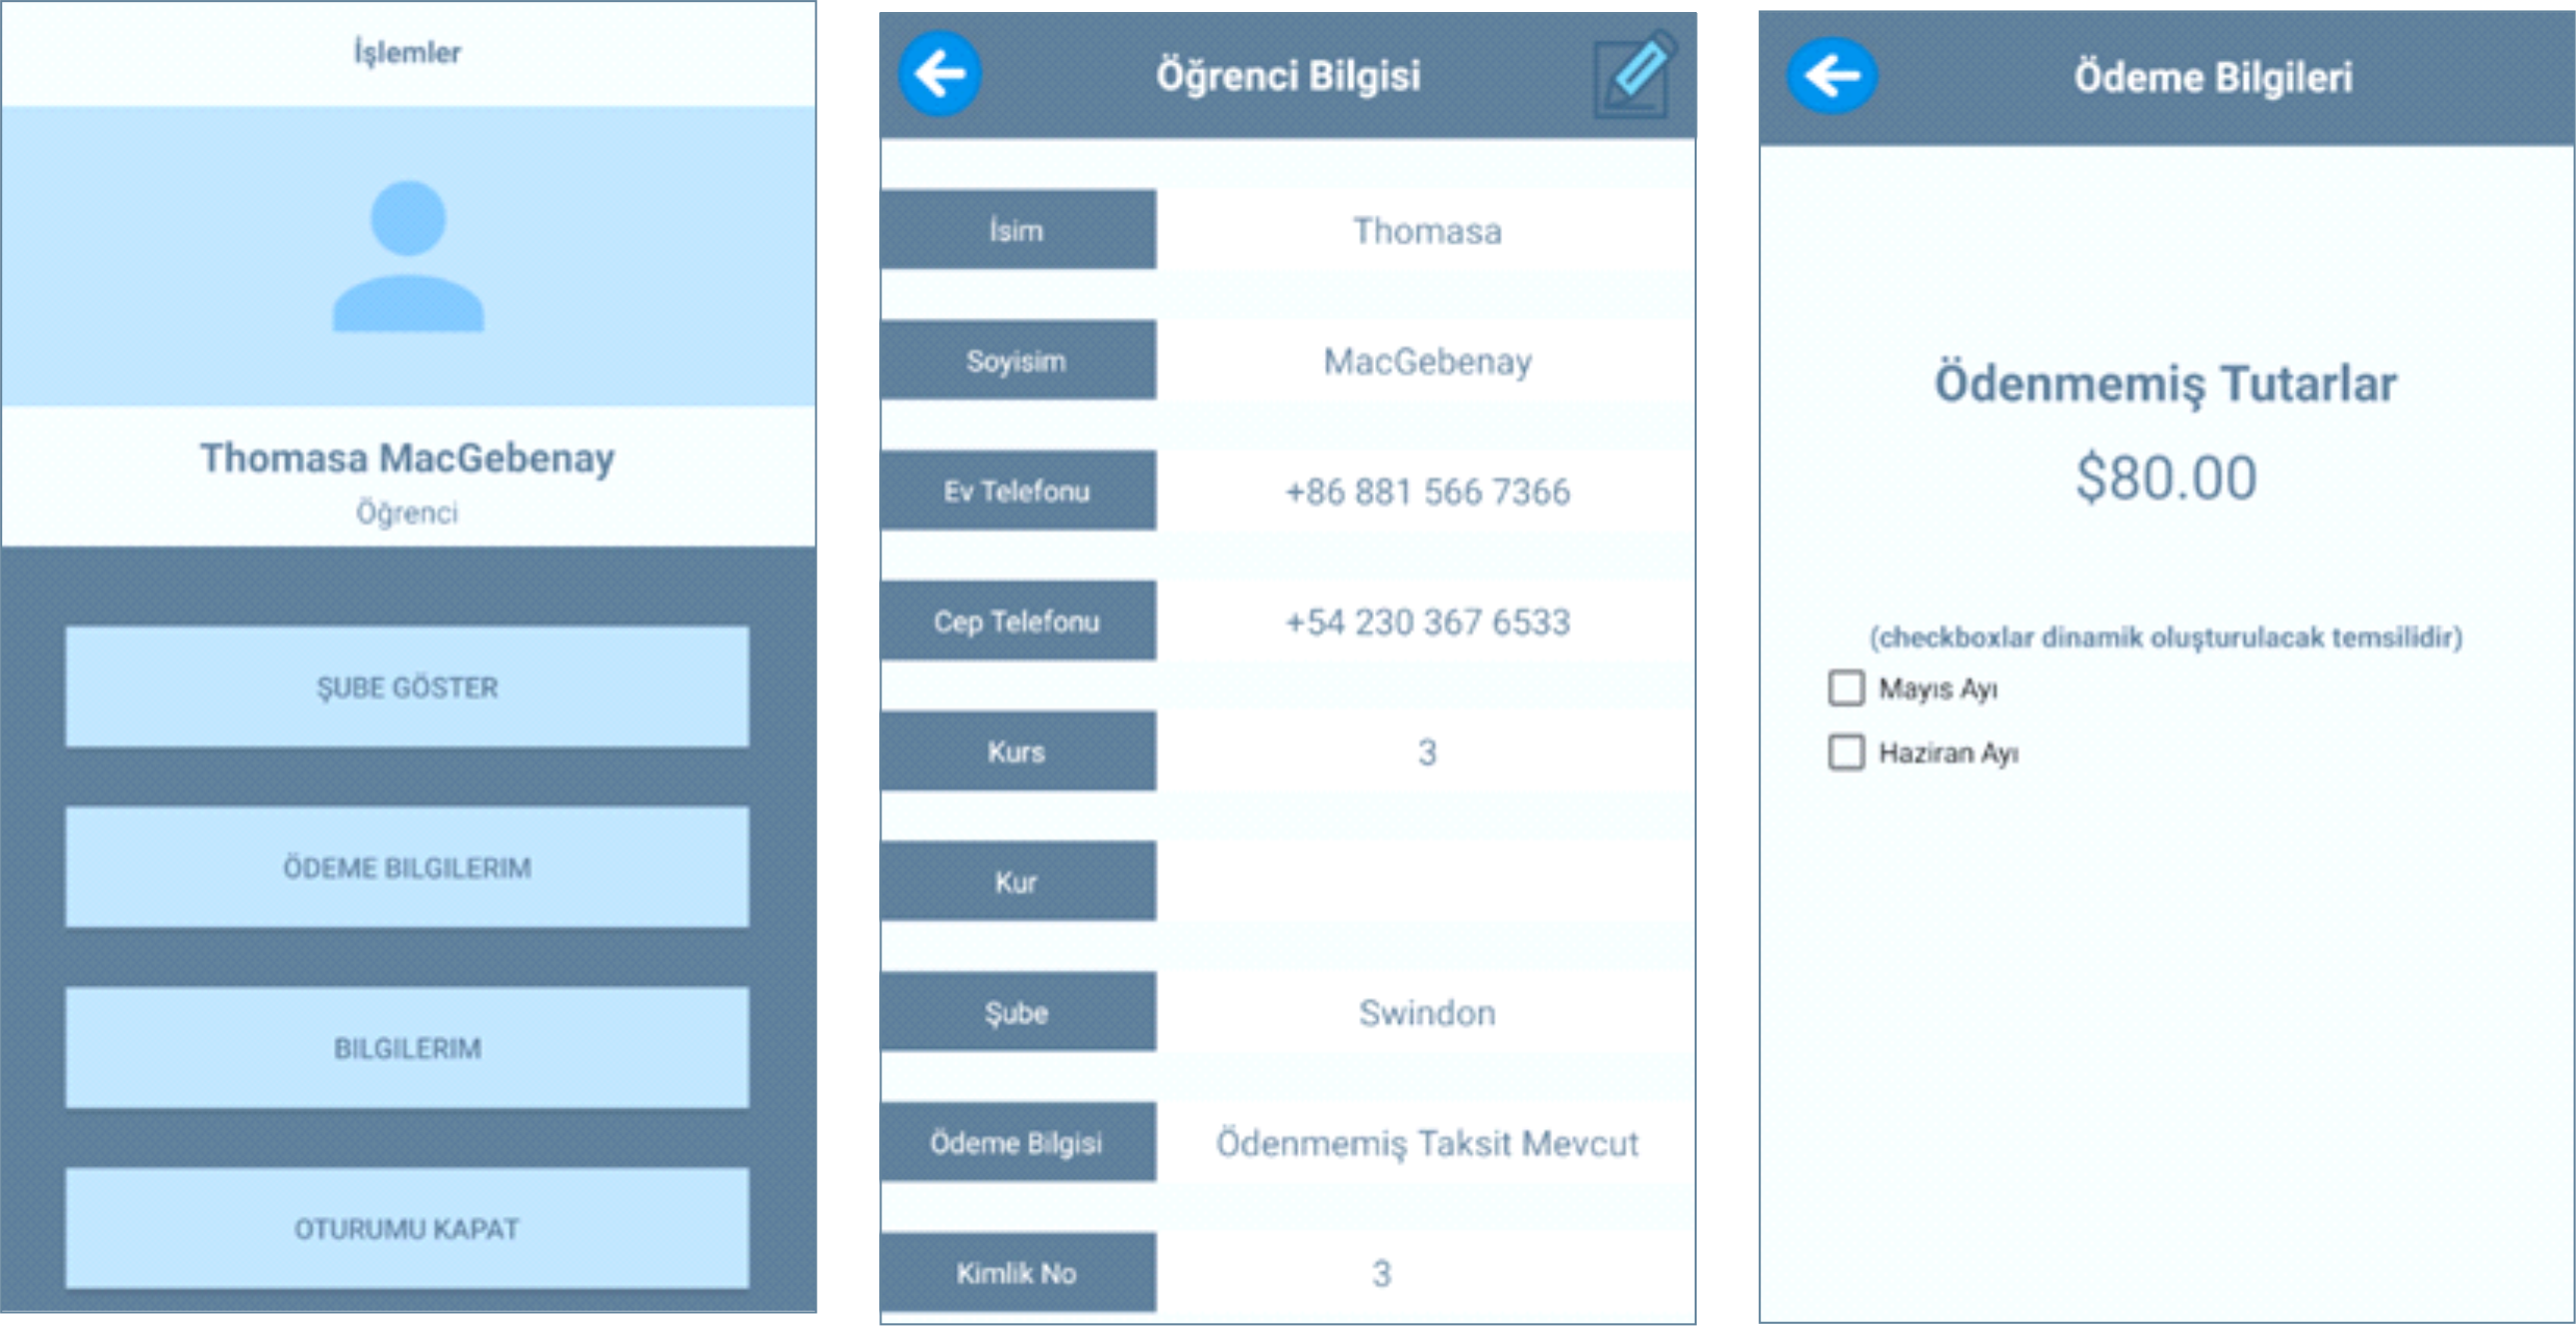 İşlemler
Thomasa MacGebenay
Öğrenci
ŞUBE GÖSTER
ÖDEME BILGILERIM
BILGILERIM
OTURUMU KAPAT
Öğrenci Bilgisi
İsim Thomasa
Soyisim MacGebenay
Ev Telefonu +86 881 566 7366
Cep Telefonu +54 230 367 6533
Kurs 3
Kur
Şube Swindon
Ödeme Bilgisi Ödenmemiş Taksit Mevcut
Kimlik No 3
Ödeme Bilgileri
Ödenmemiş Tutarlar
$80.00
(checkboxlar dinamik oluşturulacak temsilidir)
Mayıs Ayı
Haziran Ayı